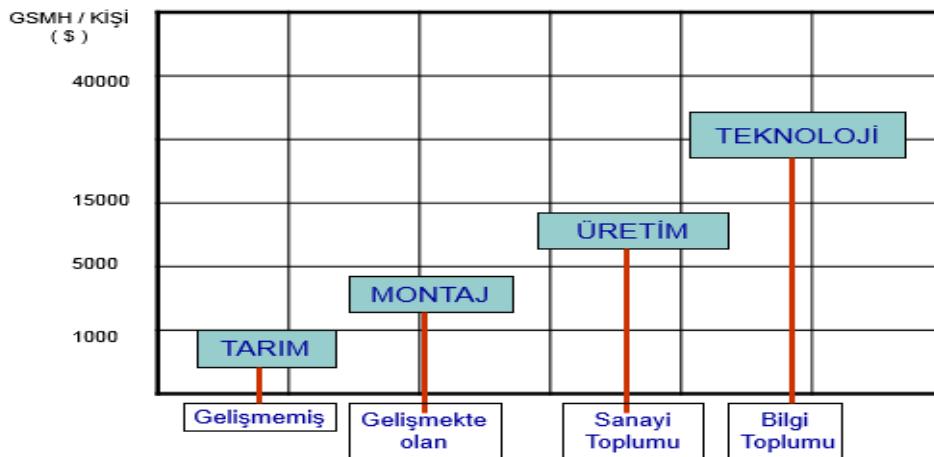 GSMH / KİŞİ
( $ )
40000
TEKNOLOJİ
15000
ÜRETİM
5000
MONTAJ
1000
TARIM
Gelişmemiş
Gelişmekte
olan
Sanayi
Toplumu
Bilgi
Toplumu